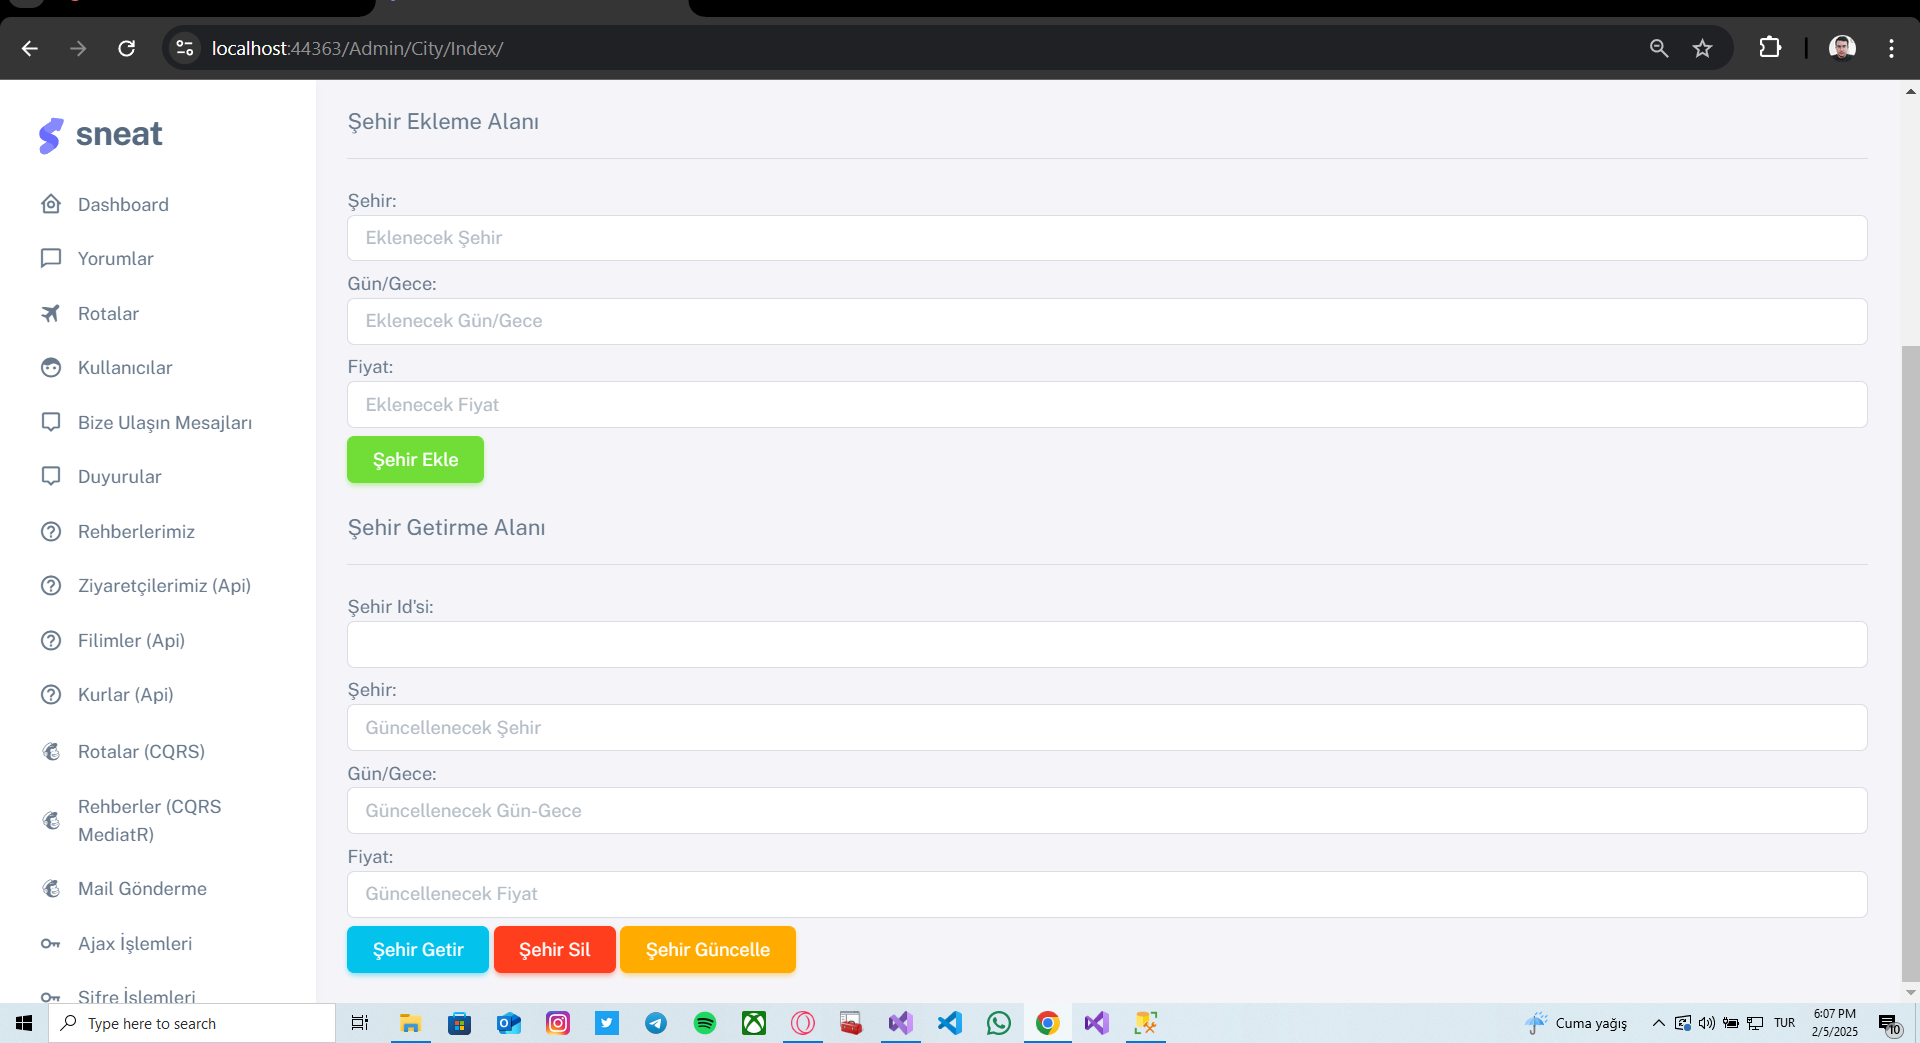 localhost:44363/Admin/City/Index/
sneat
Dashboard
Yorumlar
Rotalar
Kullanıcılar
Bize Ulaşın Mesajları
Duyurular
Rehberlerimiz
Ziyaretçilerimiz (Api)
Filimler (Api)
Kurlar (Api)
Rotalar (CQRS)
Rehberler (CQRS
MediatR)
Mail Gönderme
Ajax İşlemleri
Sifre İşlemleri
Şehir Ekleme Alanı
Şehir:
Eklenecek Şehir
Gün/Gece:
Eklenecek Gün/Gece
Fiyat:
Eklenecek Fiyat
Şehir Ekle
Şehir Getirme Alanı
Şehir Id'si:
Şehir:
Güncellenecek Şehir
Gün/Gece:
Güncellenecek Gün-Gece
Fiyat:
Güncellenecek Fiyat
Şehir Getir
Şehir Sil
Şehir Güncelle
Type here to search
Cuma yağış
TUR
6:07 PM
2/5/2025
10